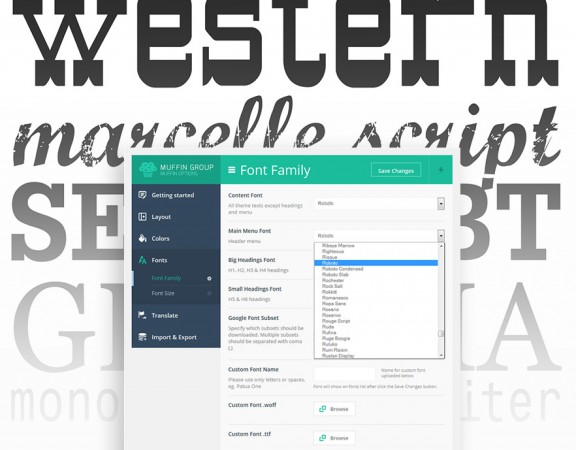 western
marcelle script
SE
BT
G
IA
mono
iter
MUFFIN GROUP
MUFFIN OPTIONS
Getting started
Layout
Colors
Fonts
Font Family
Font Size
Translate
Import & Export
Font Family
Save Changes
Content Font
All theme texts except headings
and menu
Roboto
Main Menu Font
Header menu
Roboto
Ribeye Marrow
Righteous
Risque
Roboto
Roboto Condensed
Roboto Slab
Rochester
Rock Salt
Rokkitt
Romanesco
Ropa Sans
Rosario
Rosarivo
Rouge Script
Ruda
Rufina
Ruge Boogie
Ruluko
Rum Raisin
Ruslan Display
Big Headings Font
H1, H2, H3 & H4 headings
Small Headings Font
H5 & H6 headings
Google Font Subset
Specify which subsets should be
downloaded. Multiple subsets
should be separated with coma
(,)
Custom Font Name
Please use only letters or spaces,
eg. Patua One
Name for custom font
uploaded below.
Font will show on fonts list after click the Save Changes button.
Custom Font .woff
Browse
Custom Font .ttf
Browse